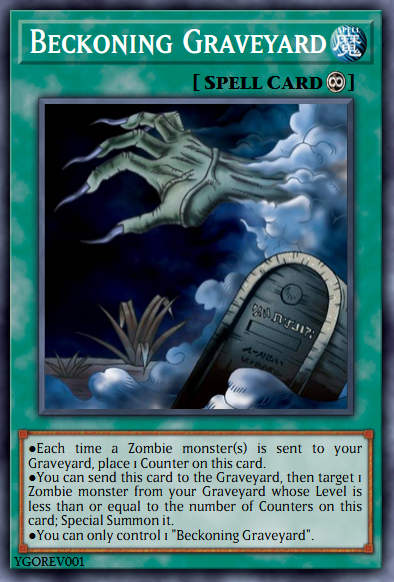 BECKONING GRAVEYARD
SPELL
魔
[ SPELL CARD ]
●Each time a Zombie monster(s) is sent to your
Graveyard, place 1 Counter on this card.
●You can send this card to the Graveyard, then target 1
Zombie monster from your Graveyard whose Level is
less than or equal to the number of Counters on this
card; Special Summon it.
●You can only control 1 "Beckoning Graveyard".
YGOREV001